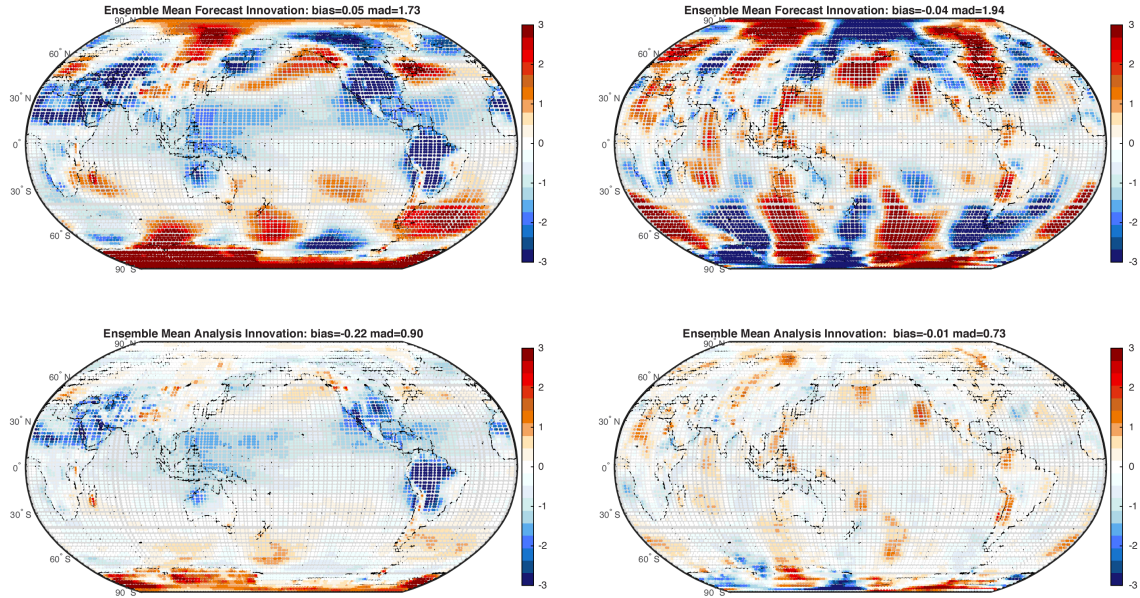 Ensemble Mean Forecast Innovation: bias=0.05 mad=1.73
90° N
60° N
30° N
0°
30° S
60° S
90° S
3
2
1
0
-1
-2
-3
Ensemble Mean Forecast Innovation: bias=-0.04 mad=1.94
90° N
60° N
30° N
0°
30° S
60° S
90° S
3
2
1
0
-1
-2
-3
Ensemble Mean Analysis Innovation: bias=-0.22 mad=0.90
90° N
60° N
30° N
0°
30° S
60° S
90° S
3
2
1
0
-1
-2
-3
Ensemble Mean Analysis Innovation: bias=-0.01 mad=0.73
90° N
60° N
30° N
0°
30° S
60° S
90° S
3
2
1
0
-1
-2
-3